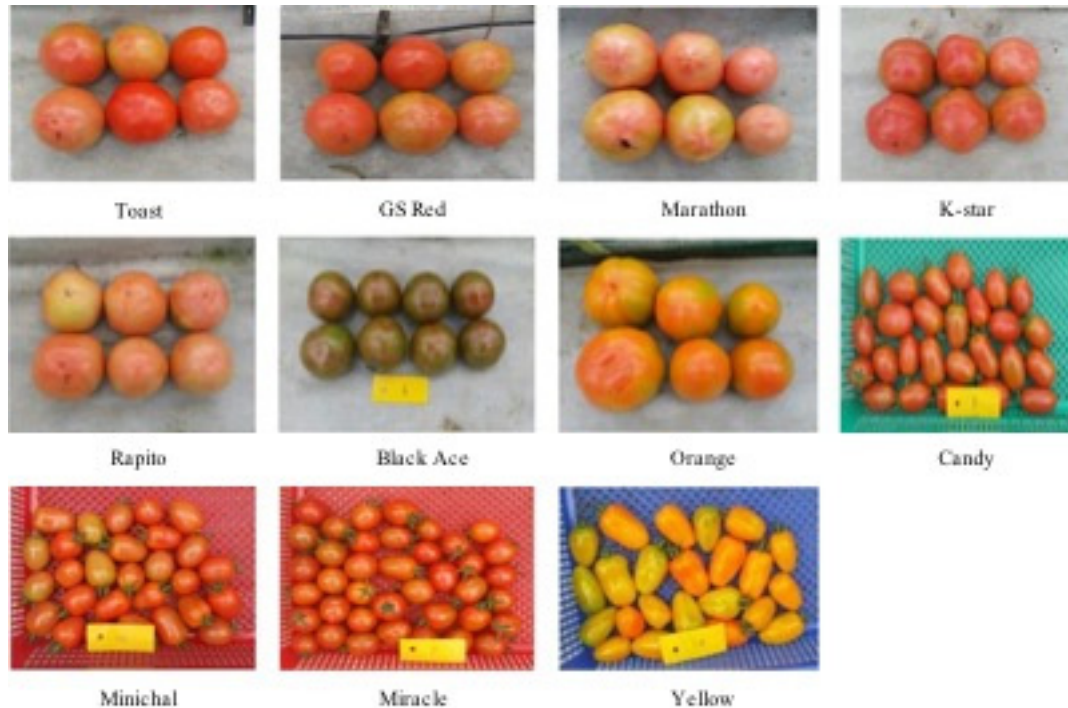 Toast
GS Red
Marathon
K-star
Rapito
Black Ace
Orange
Candy
Minichal
Miracle
Yellow